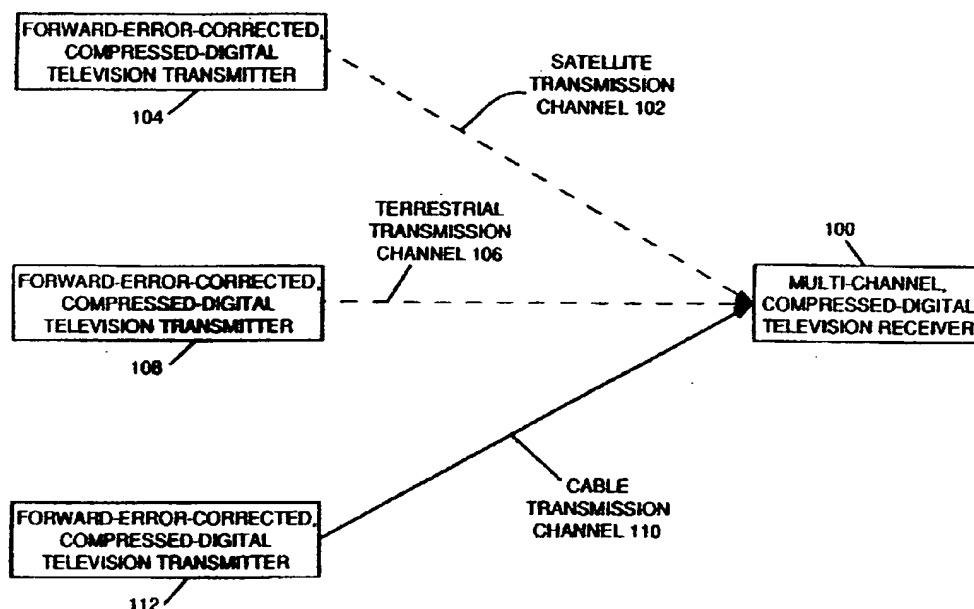 FORWARD-ERROR-CORRECTED,
COMPRESSED-DIGITAL
TELEVISION TRANSMITTER
104
SATELLITE
TRANSMISSION
CHANNEL 102
TERRESTRIAL
TRANSMISSION
CHANNEL 106
FORWARD-ERROR-CORRECTED,
COMPRESSED-DIGITAL
TELEVISION TRANSMITTER
108
100
MULTI-CHANNEL,
COMPRESSED-DIGITAL
TELEVISION RECEIVER
CABLE
TRANSMISSION
CHANNEL 110
FORWARD-ERROR-CORRECTED,
COMPRESSED-DIGITAL
TELEVISION TRANSMITTER
112